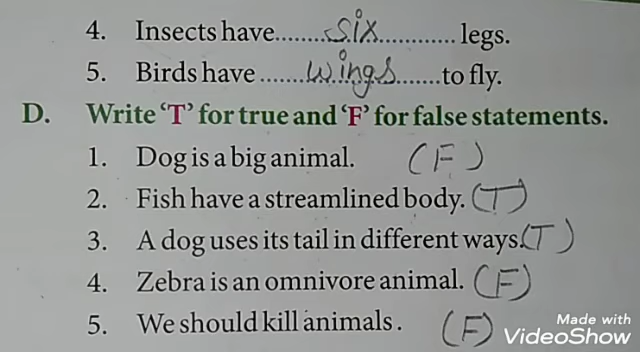 4. Insects have........six............ legs.
5. Birds have.......wings.......to fly.
D. Write ‘T’ for true and ‘F’ for false statements.
1. Dog is a big animal. (F)
2. Fish have a streamlined body. (T)
3. A dog uses its tail in different ways. (T)
4. Zebra is an omnivore animal. (F)
5. We should kill animals. (F)
Made with
VideoShow